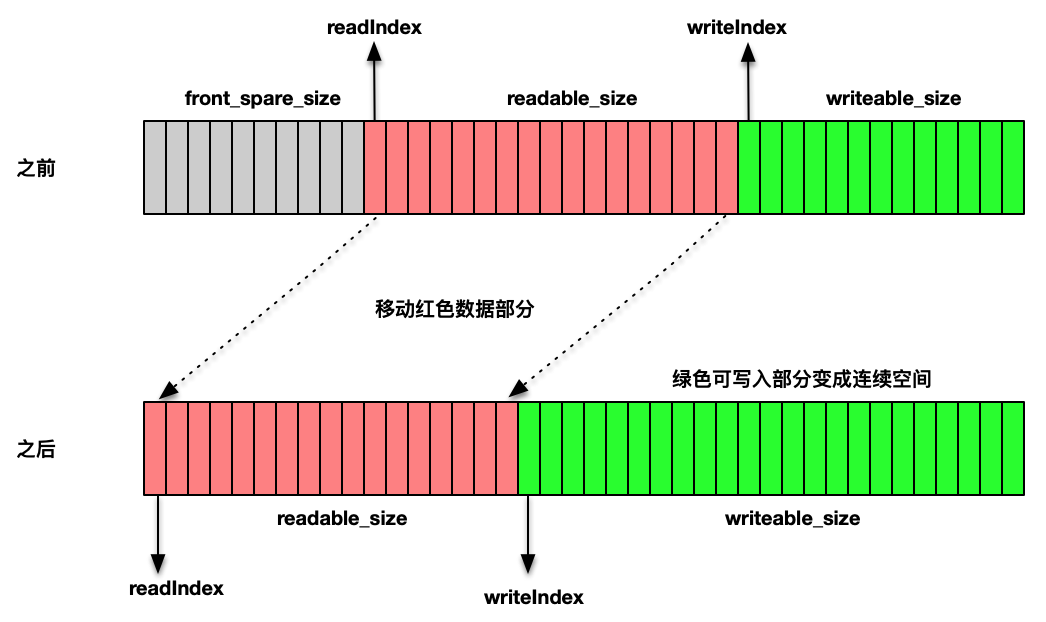 readIndex
writeIndex
front_spare_size
readable_size
writeable_size
之前
移动红色数据部分
绿色可写入部分变成连续空间
之后
readable_size
writeable_size
readIndex
writeIndex